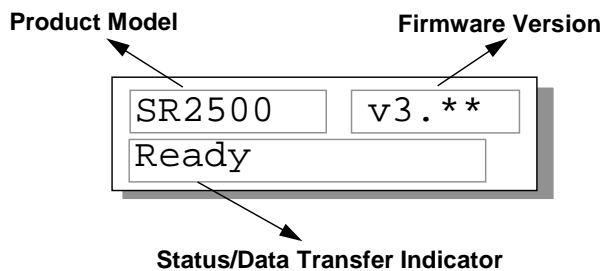 Product Model
Firmware Version
SR2500
v3.**
Ready
Status/Data Transfer Indicator